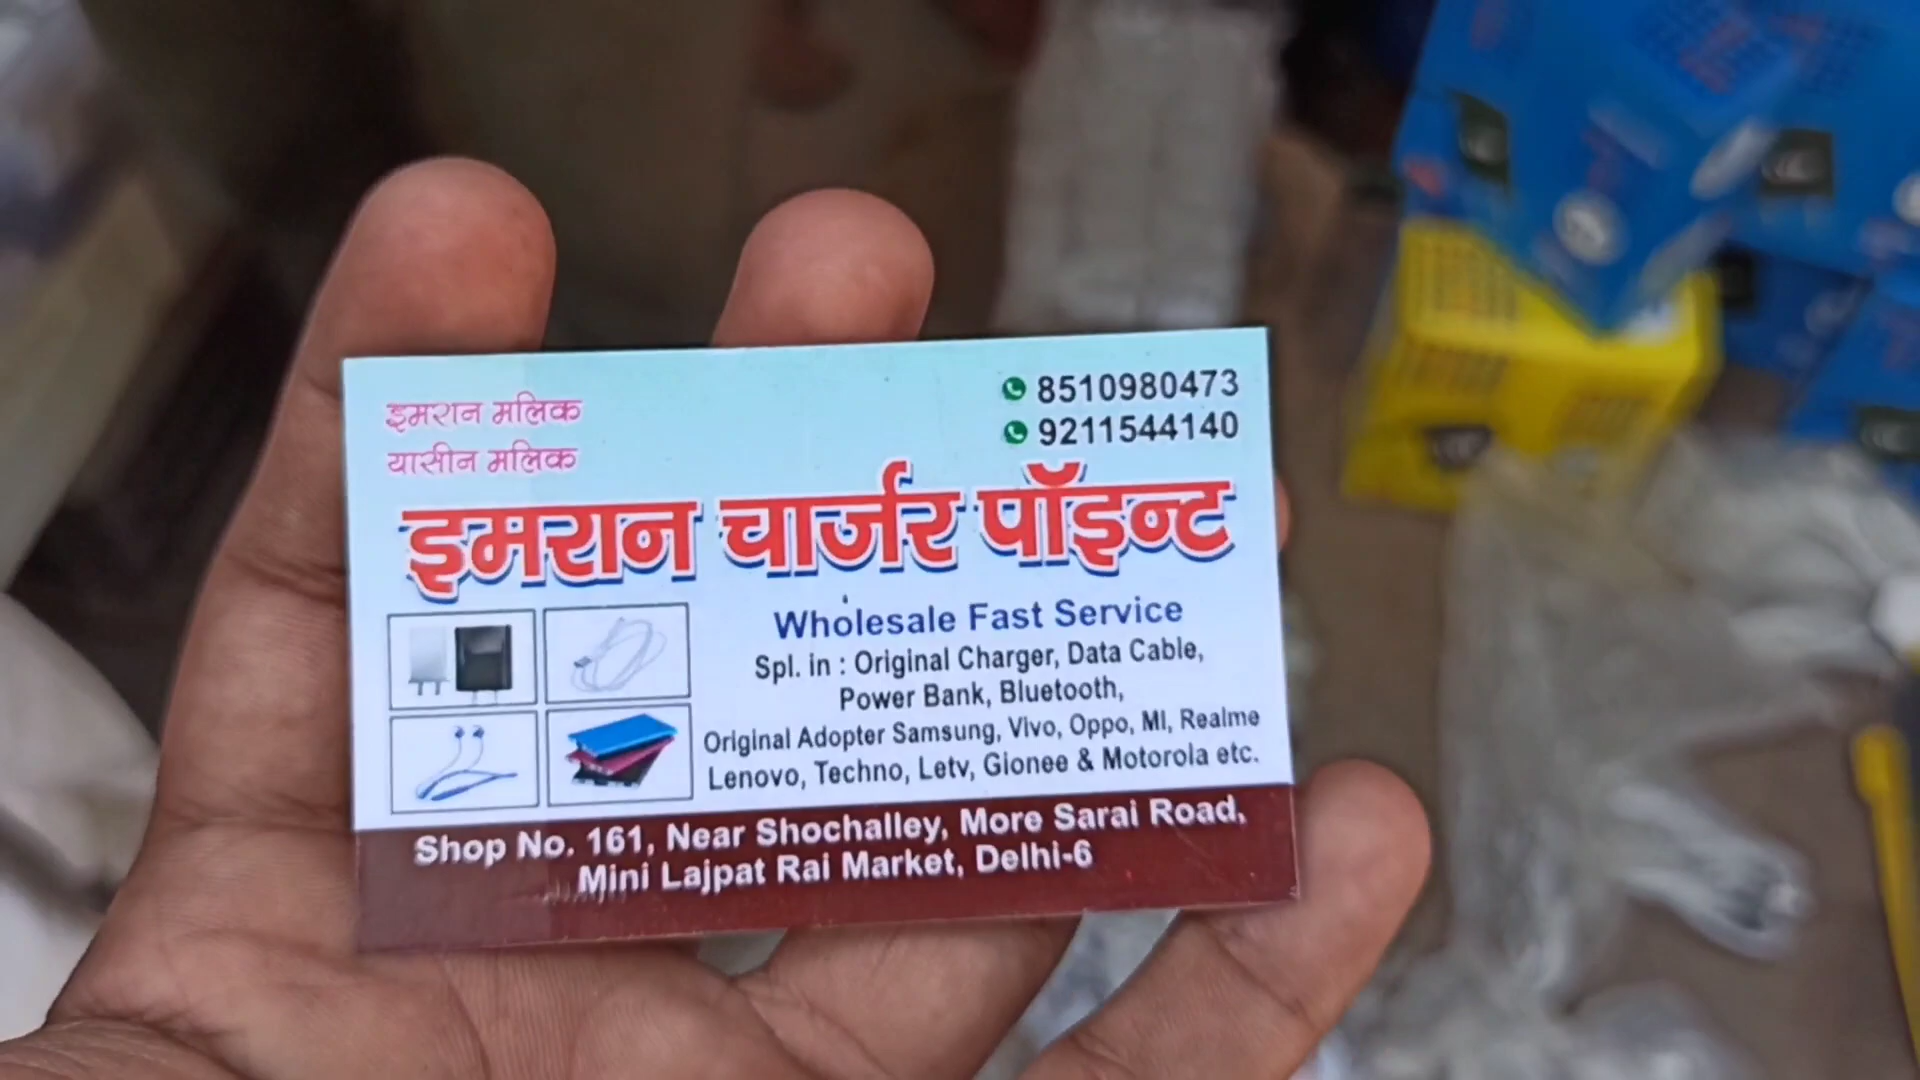 इमरान मलिक
यासीन मलिक
8510980473
9211544140
इमरान चार्जर पॉइन्ट
Wholesale Fast Service
Spl. in : Original Charger, Data Cable,
Power Bank, Bluetooth,
Original Adopter Samsung, Vivo, Oppo, MI, Realme
Lenovo, Techno, Letv, Gionee & Motorola etc.
Shop No. 161, Near Shochalley, More Sarai Road,
Mini Lajpat Rai Market, Delhi-6